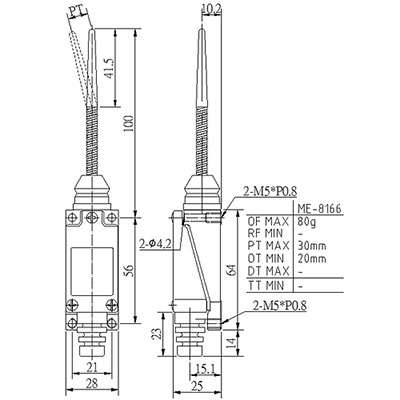 PT
10.2
41.5
100
2-M5*P0.8
ME-8166
OF MAX 80g
RF MIN -
PT MAX 30mm
OT MIN 20mm
DT MAX -
TT MIN -
2-ϕ4.2
56
64
2-M5*P0.8
23
14
21
15.1
28
25